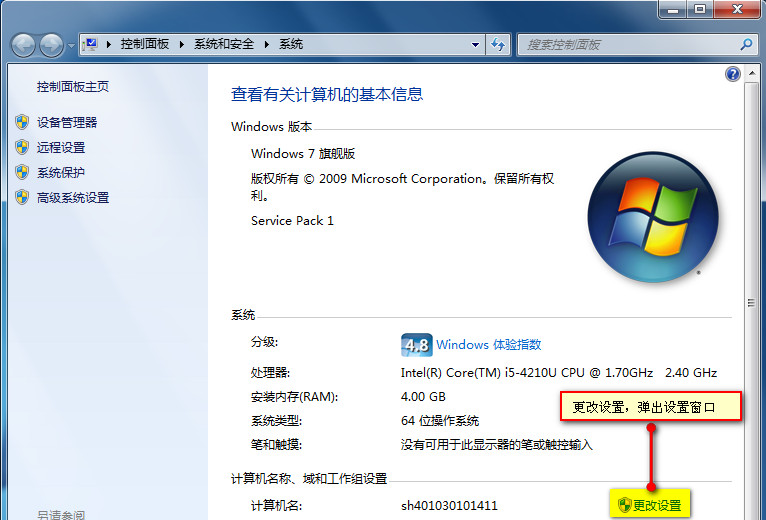 控制面板 系统和安全 系统 搜索控制面板
控制面板主页
设备管理器
远程设置
系统保护
高级系统设置
另请参阅
查看有关计算机的基本信息
Windows 版本
Windows 7 旗舰版
版权所有 © 2009 Microsoft Corporation。保留所有权
利。
Service Pack 1
系统
分级: 4.8 Windows 体验指数
处理器: Intel(R) Core(TM) i5-4210U CPU @ 1.70GHz 2.40 GHz
安装内存(RAM): 4.00 GB
系统类型: 64 位操作系统
笔和触摸: 没有可用于此显示器的笔或触控输入
更改设置，弹出设置窗口
计算机名称、域和工作组设置
计算机名: sh401030101411
更改设置